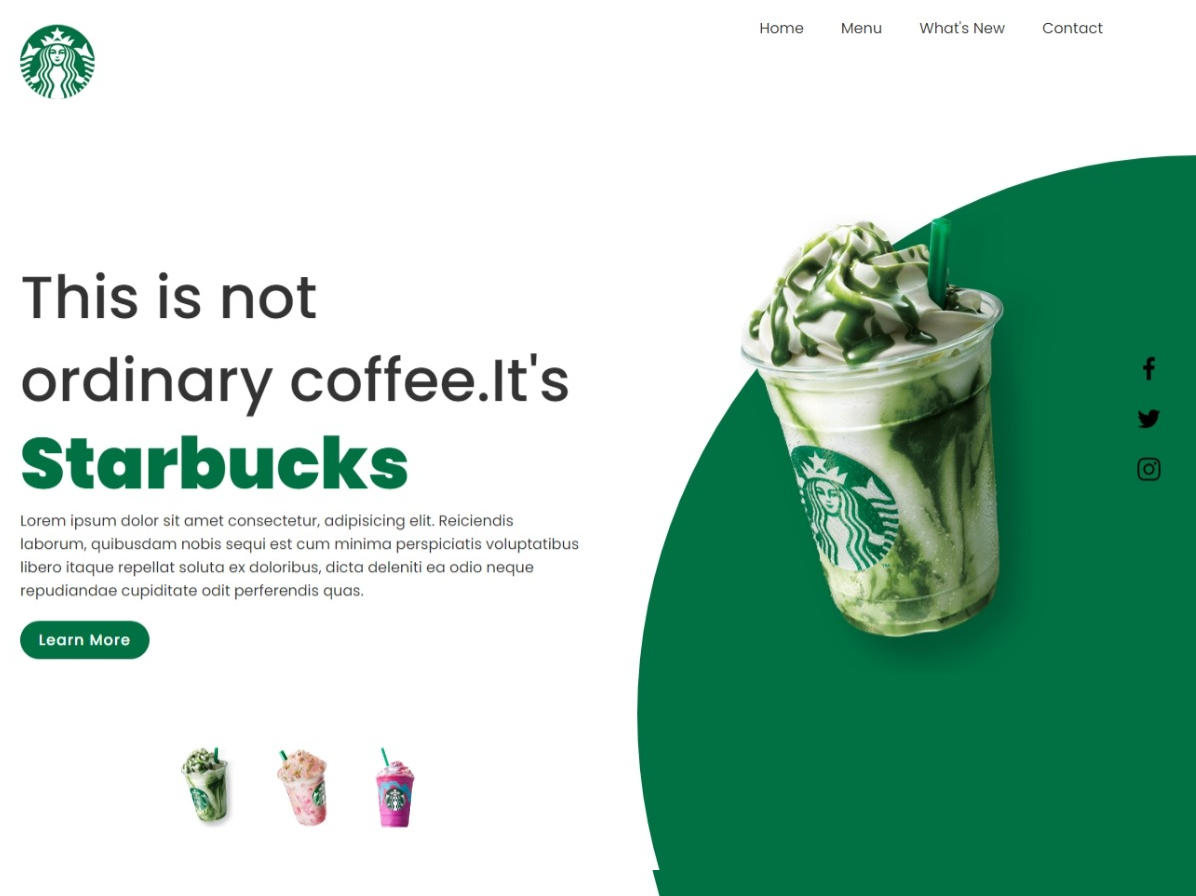 Home Menu What's New Contact
This is not
ordinary coffee.It's
Starbucks
Lorem ipsum dolor sit amet consectetur, adipisicing elit. Reiciendis
laborum, quibusdam nobis sequi est cum minima perspiciatis voluptatibus
libero itaque repellat soluta ex doloribus, dicta deleniti ea odio neque
repudiandae cupiditate odit perferendis quas.
Learn More